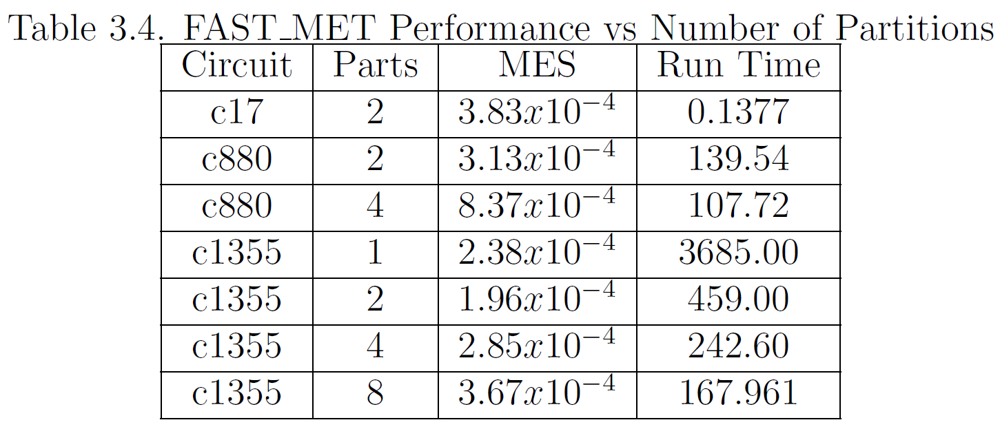 Table 3.4. FAST_MET Performance vs Number of Partitions
Circuit Parts MES Run Time
c17 2 3.83x10⁻⁴ 0.1377
c880 2 3.13x10⁻⁴ 139.54
c880 4 8.37x10⁻⁴ 107.72
c1355 1 2.38x10⁻⁴ 3685.00
c1355 2 1.96x10⁻⁴ 459.00
c1355 4 2.85x10⁻⁴ 242.60
c1355 8 3.67x10⁻⁴ 167.961